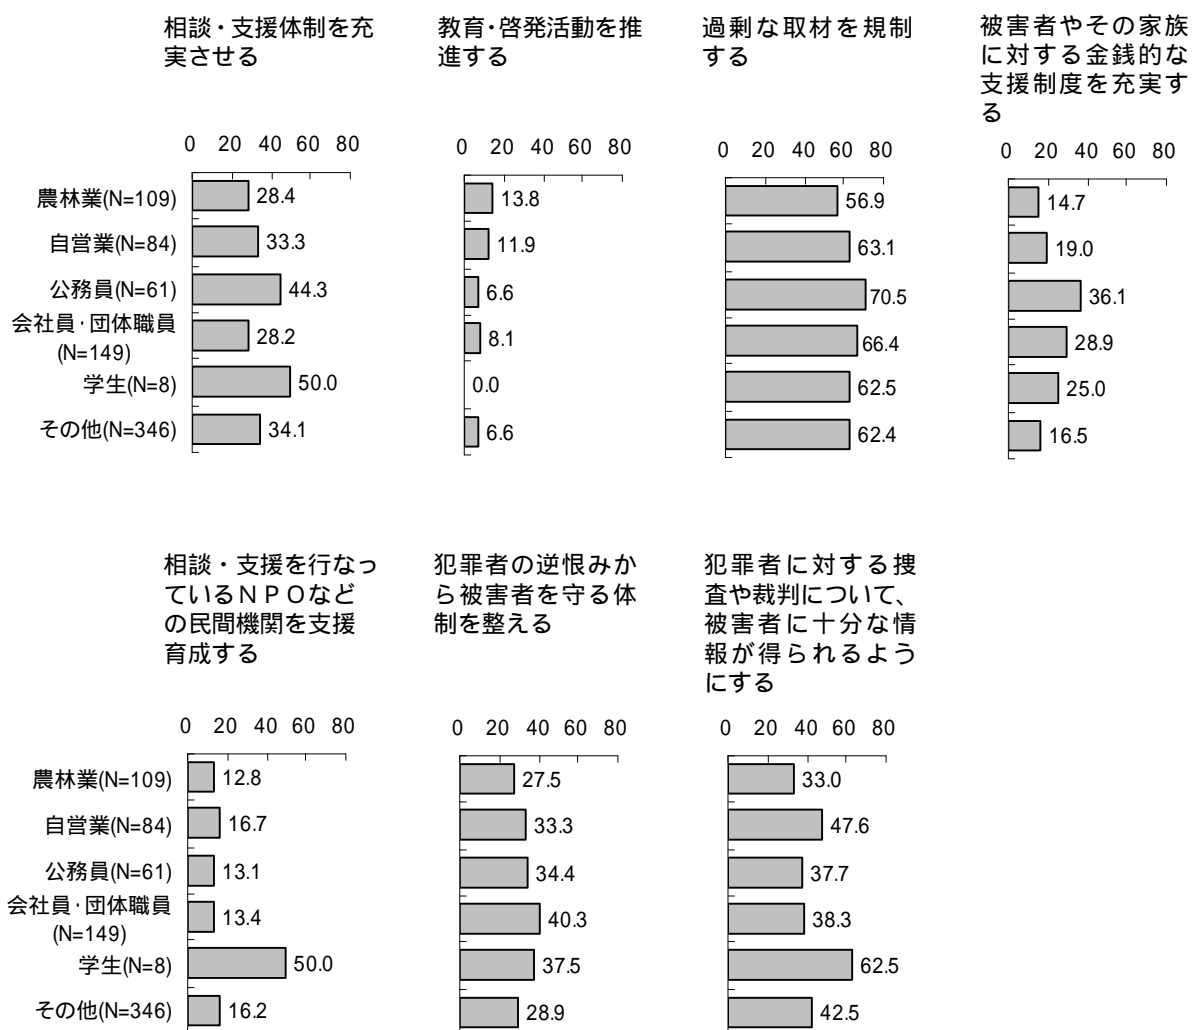 相談・支援体制を充
実させる
教育・啓発活動を推
進する
過剰な取材を規制
する
被害者やその家族
に対する金銭的な
支援制度を充実す
る
0 20 40 60 80
0 20 40 60 80
0 20 40 60 80
0 20 40 60 80
農林業(N=109) 28.4 13.8 56.9 14.7
自営業(N=84) 33.3 11.9 63.1 19.0
公務員(N=61) 44.3 6.6 70.5 36.1
会社員・団体職員
(N=149) 28.2 8.1 66.4 28.9
学生(N=8) 50.0 0.0 62.5 25.0
その他(N=346) 34.1 6.6 62.4 16.5
相談・支援を行なっ
ているＮＰＯなど
の民間機関を支援
育成する
犯罪者の逆恨みか
ら被害者を守る体
制を整える
犯罪者に対する捜
査や裁判について、
被害者に十分な情
報が得られるよう
にする
0 20 40 60 80
0 20 40 60 80
0 20 40 60 80
農林業(N=109) 12.8 27.5 33.0
自営業(N=84) 16.7 33.3 47.6
公務員(N=61) 13.1 34.4 37.7
会社員・団体職員
(N=149) 13.4 40.3 38.3
学生(N=8) 50.0 37.5 62.5
その他(N=346) 16.2 28.9 42.5